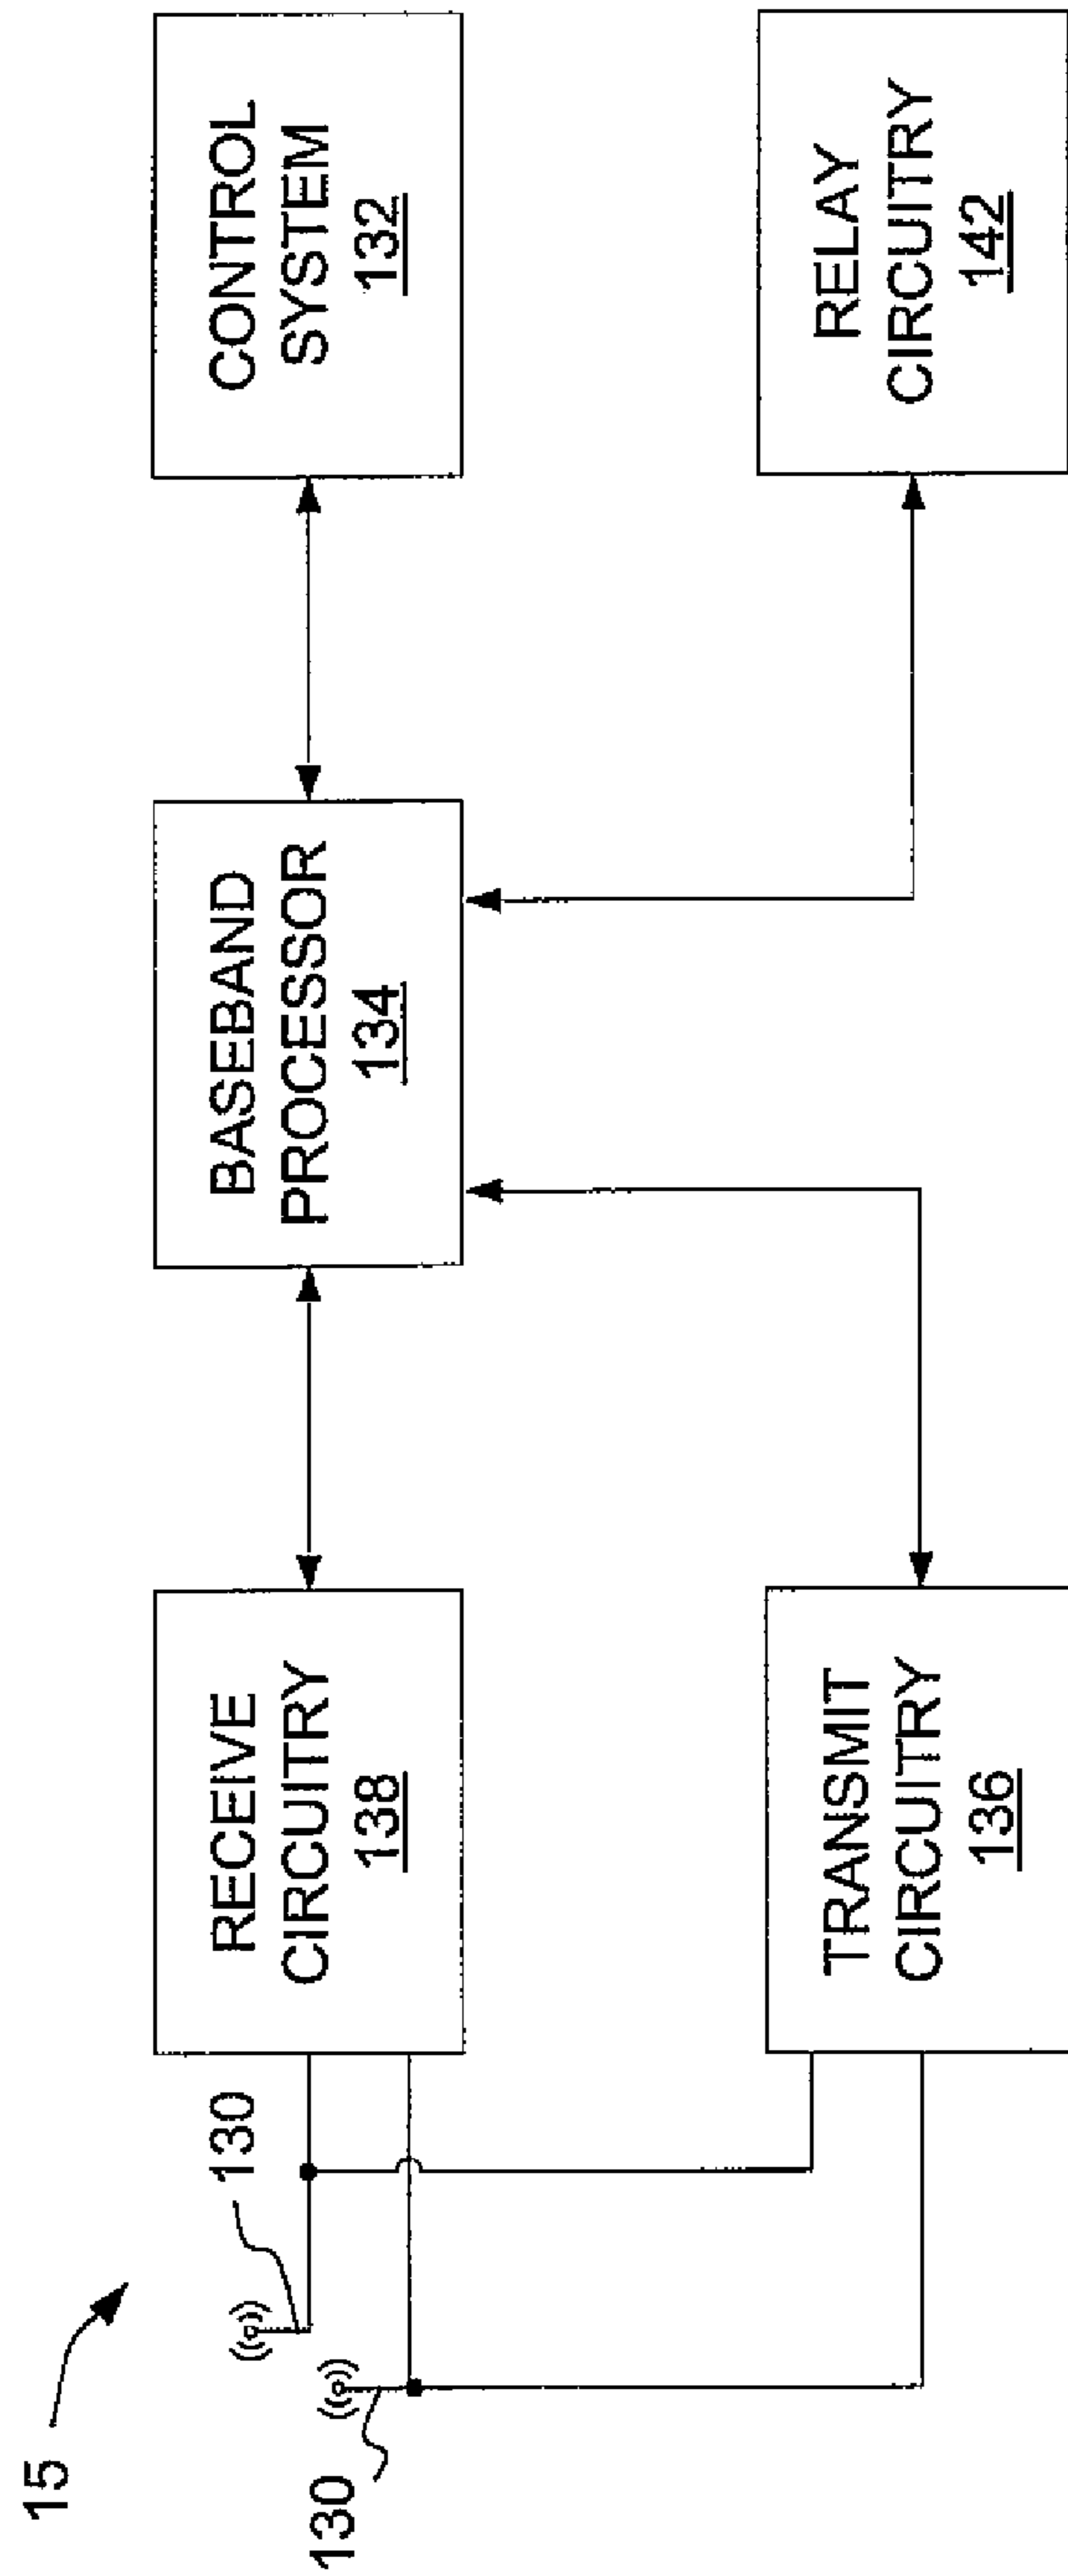 15
130
130
RECEIVE
CIRCUITRY
138
BASEBAND
PROCESSOR
134
CONTROL
SYSTEM
132
TRANSMIT
CIRCUITRY
136
RELAY
CIRCUITRY
142